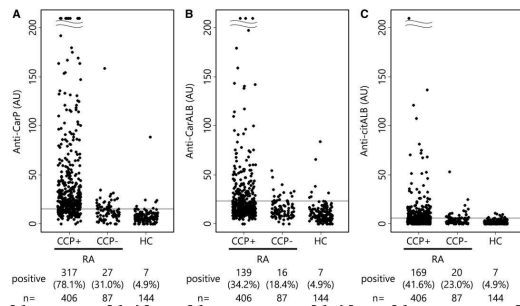 A
B
C
Anti-CarP (AU)
200
150
100
50
0
CCP+ CCP- HC
RA
Anti-CarALB (AU)
200
150
100
50
0
CCP+ CCP- HC
RA
Anti-citALB (AU)
200
150
100
50
0
CCP+ CCP- HC
RA
positive 317 27 7 139 16 7 169 20 7
(78.1%) (31.0%) (4.9%) (34.2%) (18.4%) (4.9%) (41.6%) (23.0%) (4.9%)
n= 406 87 144 406 87 144 406 87 144